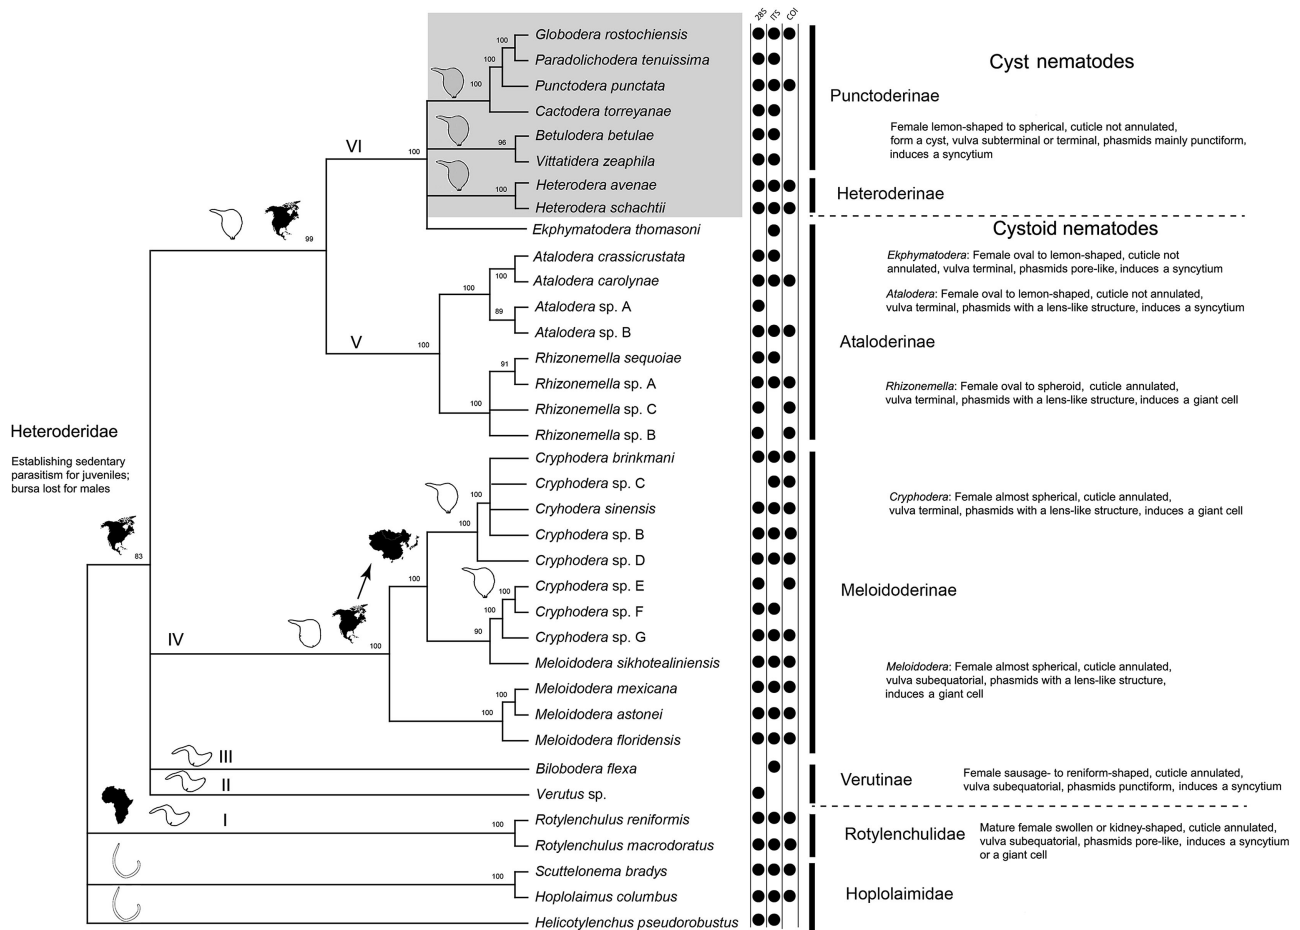 28S ITS COI
Globodera rostochiensis
100
Paradolichodera tenuissima
100
Punctodera punctata
100
Cactodera torreyanae
Betulodera betulae
96
Vittatidera zeaphila
VI
100
Heterodera avenae
100
Heterodera schachtii
Ekphymatodera thomasoni
99
Atalodera crassicrustata
100
Atalodera carolynae
100
Atalodera sp. A
89
Atalodera sp. B
V
100
Rhizonemella sequoiae
91
Rhizonemella sp. A
100
Rhizonemella sp. C
Rhizonemella sp. B
Heteroderidae
Establishing sedentary
parasitism for juveniles;
bursa lost for males
Cryphodera brinkmani
Cryphodera sp. C
100
Cryhodera sinensis
100
Cryphodera sp. B
Cryphodera sp. D
83
100
Cryphodera sp. E
100
Cryphodera sp. F
100
Cryphodera sp. G
90
IV
100
Meloidodera sikhotealiniensis
Meloidodera mexicana
100
Meloidodera astonei
100
Meloidodera floridensis
III
Bilobodera flexa
II
Verutus sp.
I
Rotylenchulus reniformis
100
Rotylenchulus macrodoratus
Scuttelonema bradys
100
Hoplolaimus columbus
Helicotylenchus pseudorobustus
Cyst nematodes
Punctoderinae
Female lemon-shaped to spherical, cuticle not annulated,
form a cyst, vulva subterminal or terminal, phasmids mainly punctiform,
induces a syncytium
Heteroderinae
Cystoid nematodes
Ekphymatodera: Female oval to lemon-shaped, cuticle not
annulated, vulva terminal, phasmids pore-like, induces a syncytium
Atalodera: Female oval to lemon-shaped, cuticle not annulated,
vulva terminal, phasmids with a lens-like structure, induces a syncytium
Ataloderinae
Rhizonemella: Female oval to spheroid, cuticle annulated,
vulva terminal, phasmids with a lens-like structure, induces a giant cell
Cryphodera: Female almost spherical, cuticle annulated,
vulva terminal, phasmids with a lens-like structure, induces a giant cell
Meloidoderinae
Meloidodera: Female almost spherical, cuticle annulated,
vulva subequatorial, phasmids with a lens-like structure,
induces a giant cell
Verutinae
Female sausage- to reniform-shaped, cuticle annulated,
vulva subequatorial, phasmids punctiform, induces a syncytium
Rotylenchulidae
Mature female swollen or kidney-shaped, cuticle annulated,
vulva subequatorial, phasmids pore-like, induces a syncytium
or a giant cell
Hoplolaimidae